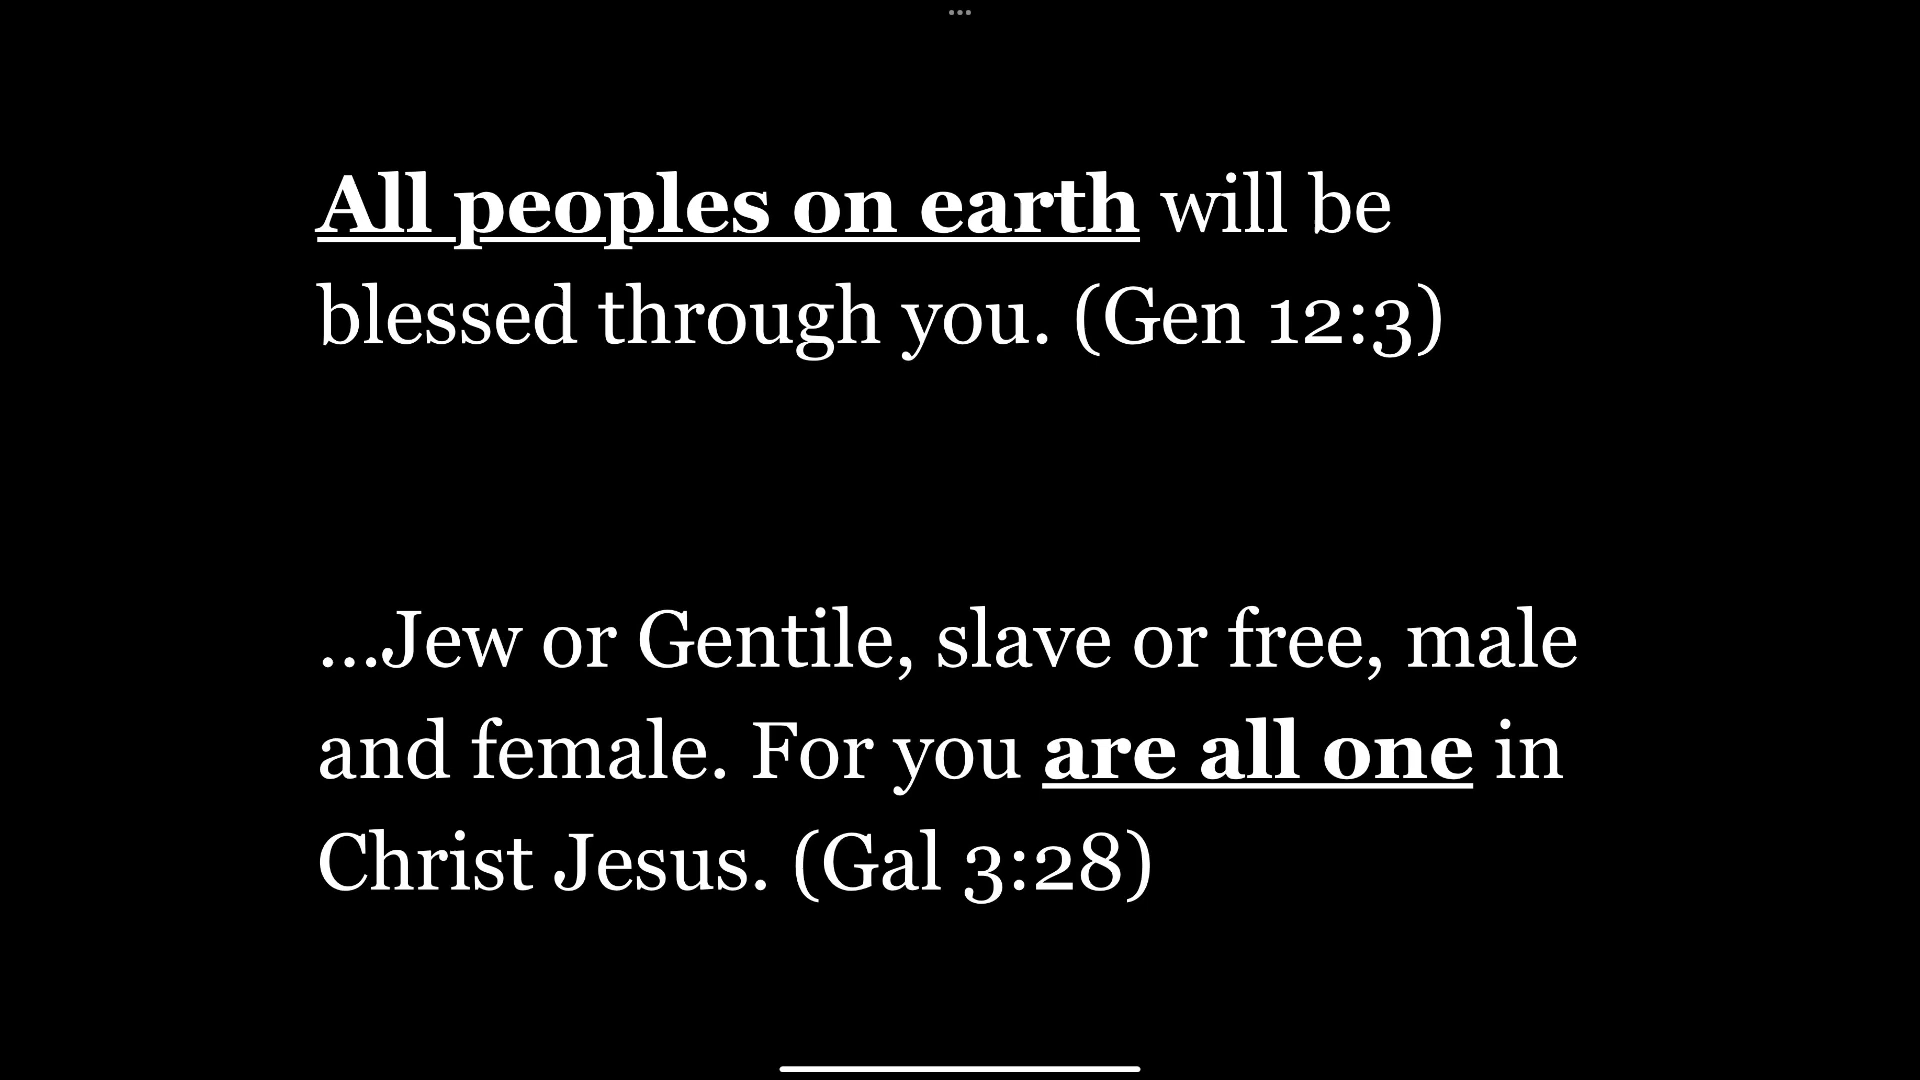 All peoples on earth will be
blessed through you. (Gen 12:3)
...Jew or Gentile, slave or free, male
and female. For you are all one in
Christ Jesus. (Gal 3:28)